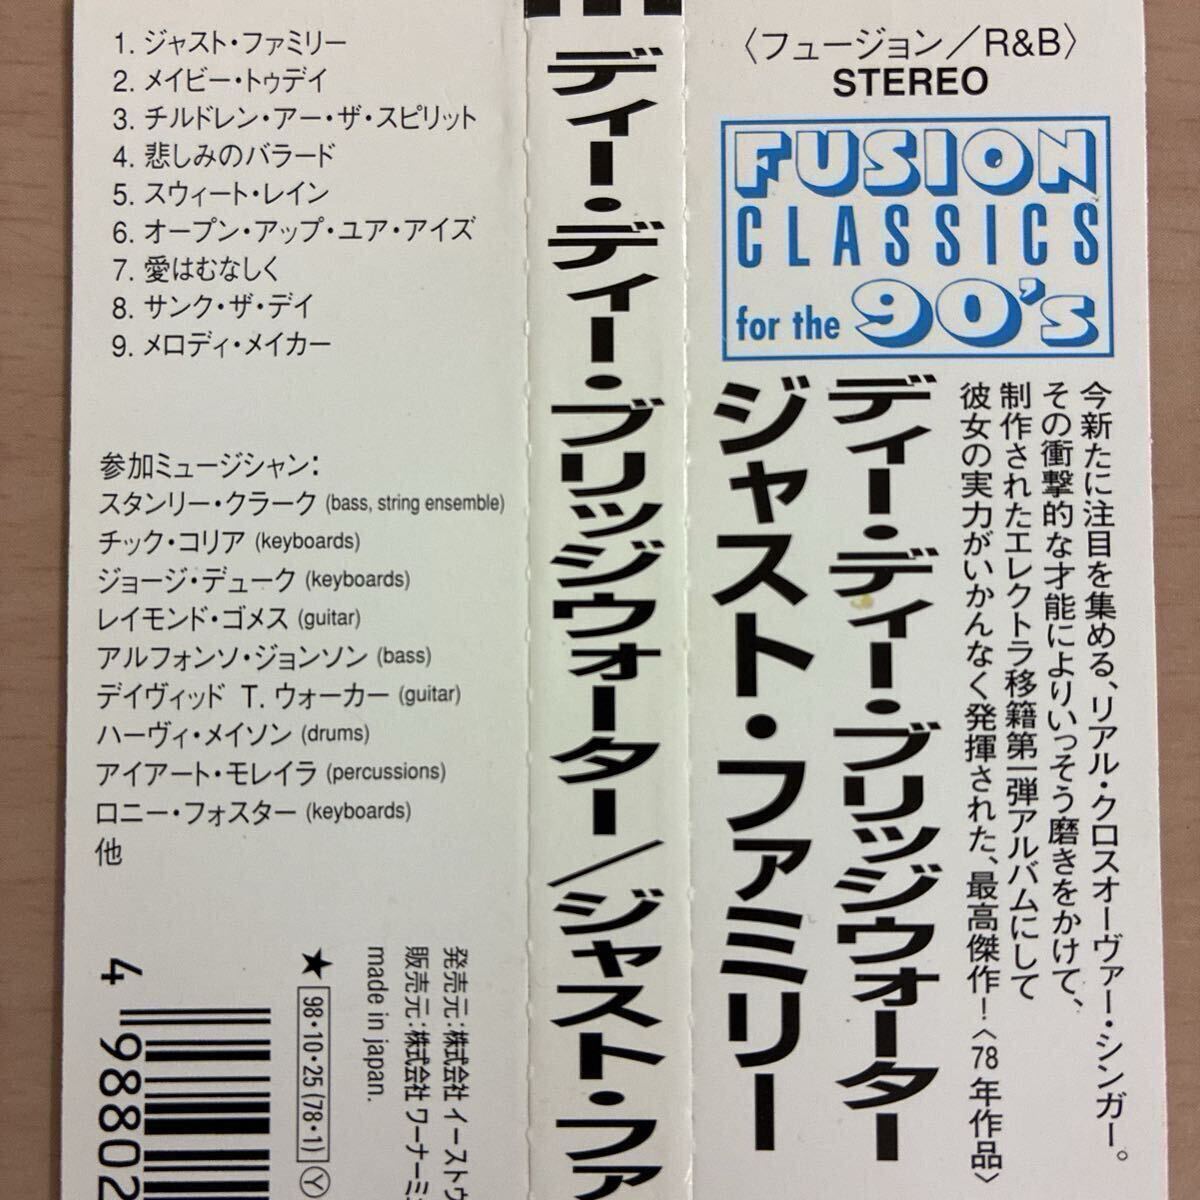 1. ジャスト・ファミリー
2. メイビー・トゥデイ
3. チルドレン・アー・ザ・スピリット
4. 悲しみのバラード
5. スウィート・レイン
6. オープン・アップ・ユア・アイズ
7. 愛はむなしく
8. サンク・ザ・デイ
9. メロディ・メイカー
参加ミュージシャン:
スタンリー・クラーク (bass, string ensemble)
チック・コリア (keyboards)
ジョージ・デューク (keyboards)
レイモンド・ゴメス (guitar)
アルフォンソ・ジョンソン (bass)
デイヴィッド T. ウォーカー (guitar)
ハーヴィ・メイソン (drums)
アイアート・モレイラ (percussions)
ロニー・フォスター (keyboards)
他
発売元:株式会社 イーストウ
販売元:株式会社 ワーナーミュ
made in japan.
★ 98・10・25 (78・1) Ⓨ
4 98802
ディー・ディー・ブリッジウォーター/ジャスト・ファ
〈フュージョン/R&B〉
STEREO
FUSION
CLASSICS
for the 90's
ディー・ディー・ブリッジウォーター
ジャスト・ファミリー
今新たに注目を集める、リアル・クロスオーヴァー・シンガー。
その衝撃的な才能によりいっそう磨きをかけて、
制作されたエレクトラ移籍第一弾アルバムにして
彼女の実力がいかんなく発揮された、最高傑作!〈78年作品〉